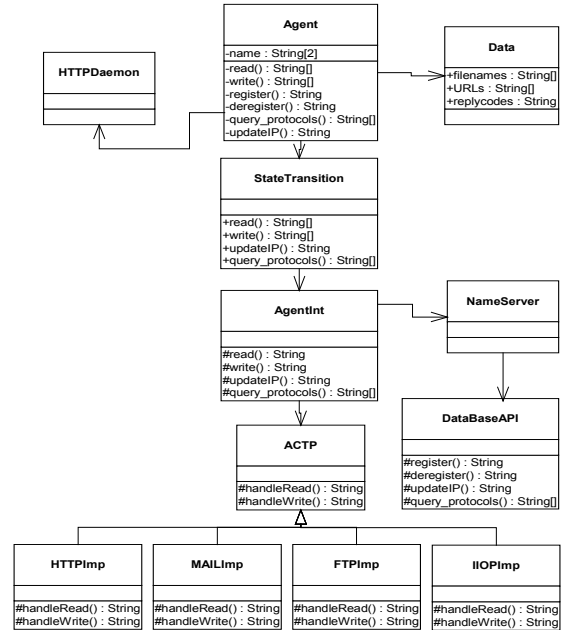 Agent
-name : String[2]
-read() : String[]
-write() : String[]
-register() : String
-deregister() : String
-query_protocols() : String[]
-updateIP() : String
HTTPDaemon
Data
+filenames : String[]
+URLs : String[]
+replycodes : String
StateTransition
+read() : String[]
+write() : String[]
+updateIP() : String
+query_protocols() : String[]
AgentInt
#read() : String
#write() : String
#updateIP() : String
#query_protocols() : String[]
NameServer
DataBaseAPI
#register() : String
#deregister() : String
#updateIP() : String
#query_protocols() : String[]
ACTP
#handleRead() : String
#handleWrite() : String
HTTPImp
#handleRead() : String
#handleWrite() : String
MAILImp
#handleRead() : String
#handleWrite() : String
FTPImp
#handleRead() : String
#handleWrite() : String
IIOPImp
#handleRead() : String
#handleWrite() : String